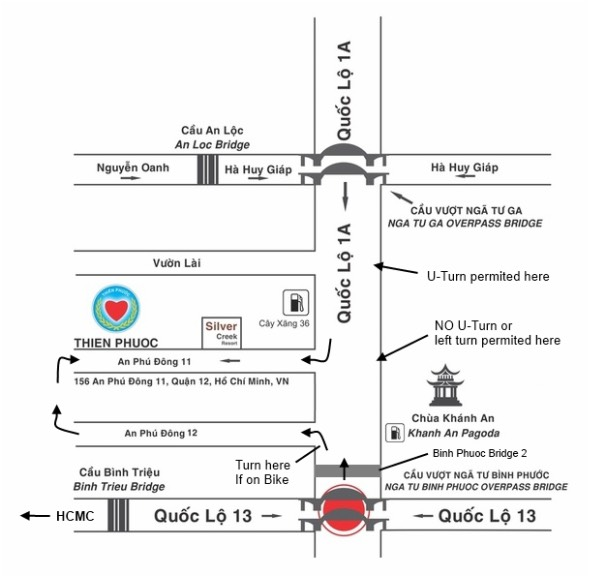 Quốc Lộ 1A
Cầu An Lộc
An Loc Bridge
Nguyễn Oanh
Hà Huy Giáp
Hà Huy Giáp
CẦU VƯỢT NGÃ TƯ GA
NGA TU GA OVERPASS BRIDGE
Vườn Lài
Quốc Lộ 1A
U-Turn permited here
THIỆN PHƯỚC
Silver
Creek
Resort
Cây Xăng 36
NO U-Turn or
left turn permited here
THIEN PHUOC
An Phú Đông 11
156 An Phú Đông 11, Quận 12, Hồ Chí Minh, VN
Chùa Khánh An
Khanh An Pagoda
An Phú Đông 12
Binh Phuoc Bridge 2
Turn here
If on Bike
Cầu Bình Triệu
Binh Trieu Bridge
CẦU VƯỢT NGÃ TƯ BÌNH PHƯỚC
NGA TU BINH PHUOC OVERPASS BRIDGE
HCMC
Quốc Lộ 13
Quốc Lộ 13